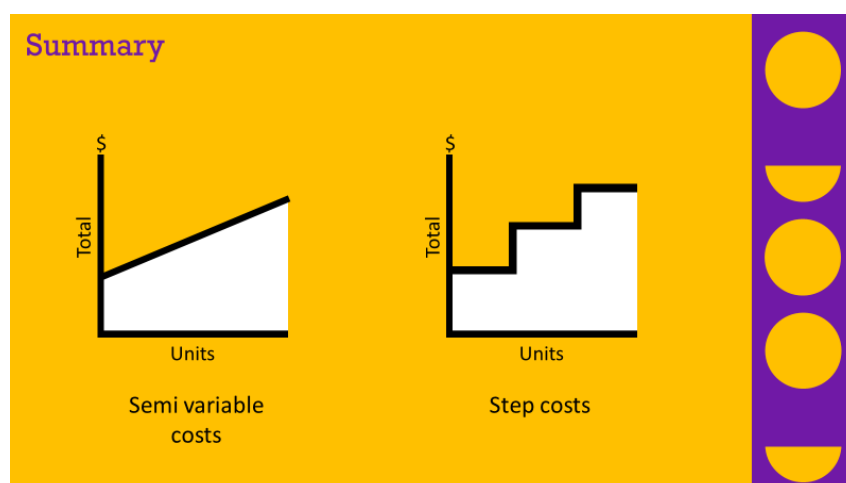 Summary
$
Total
Units
Semi variable
costs
$
Total
Units
Step costs